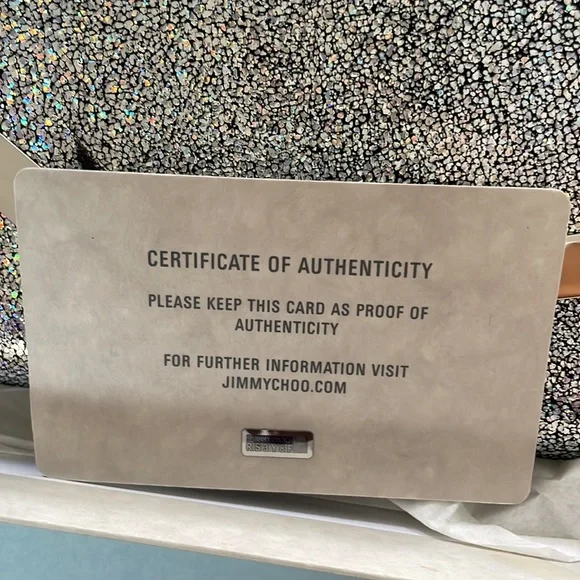 CERTIFICATE OF AUTHENTICITY
PLEASE KEEP THIS CARD AS PROOF OF
AUTHENTICITY
FOR FURTHER INFORMATION VISIT
JIMMYCHOO.COM